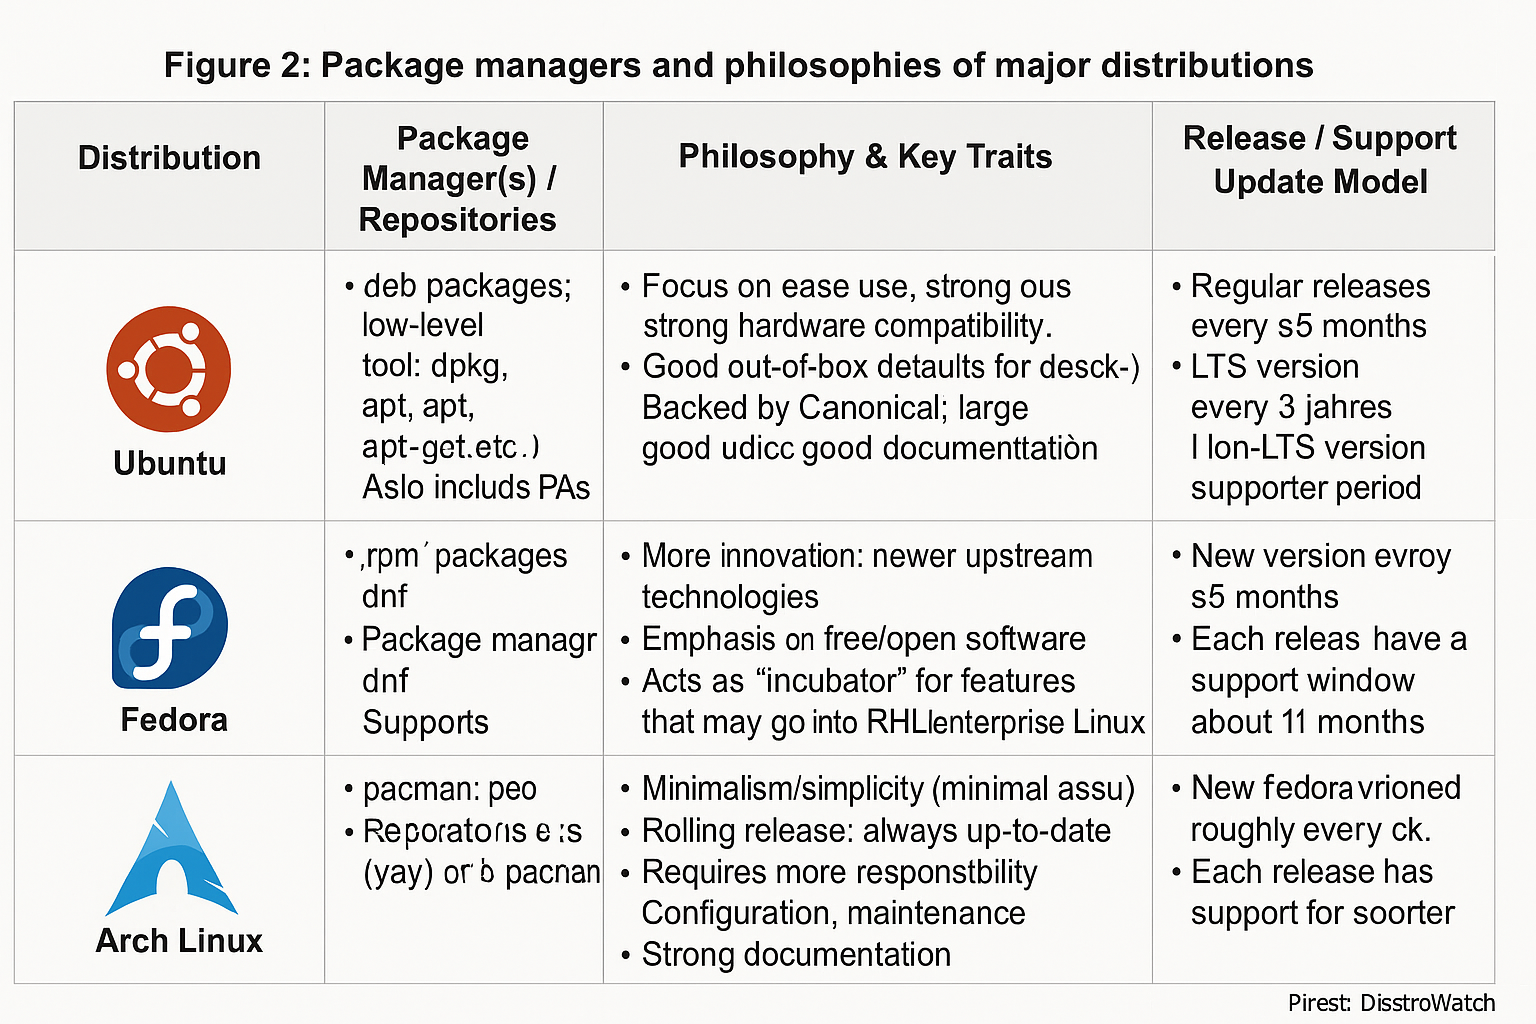 Figure 2: Package managers and philosophies of major distributions
Distribution
Package
Manager(s) /
Repositories
Philosophy & Key Traits
Release / Support
Update Model
Ubuntu
• deb packages;
low-level
tool: dpkg,
apt, apt,
apt-get.etc.)
Aslo includs PAs
• Focus on ease use, strong ous
strong hardware compatibility.
• Good out-of-box detaults for desck-)
Backed by Canonical; large
good udicc good documenttatiòn
• Regular releases
every s5 months
• LTS version
every 3 jahres
I lon-LTS version
supporter period
Fedora
• ,rpm´ packages
dnf
• Package managr
dnf
Supports
• More innovation: newer upstream
technologies
• Emphasis on free/open software
• Acts as “incubator” for features
that may go into RHLlenterprise Linux
• New version evroy
s5 months
• Each releas have a
support window
about 11 months
Arch Linux
• pacman: peo
(yay) or pacnan
• Minimalism/simplicity (minimal assu)
• Rolling release: always up-to-date
• Requires more responstbility
Configuration, maintenance
• Strong documentation
• New fedora vrioned
roughly every ck.
• Each release has
support for soorter
Pirest: DisstroWatch